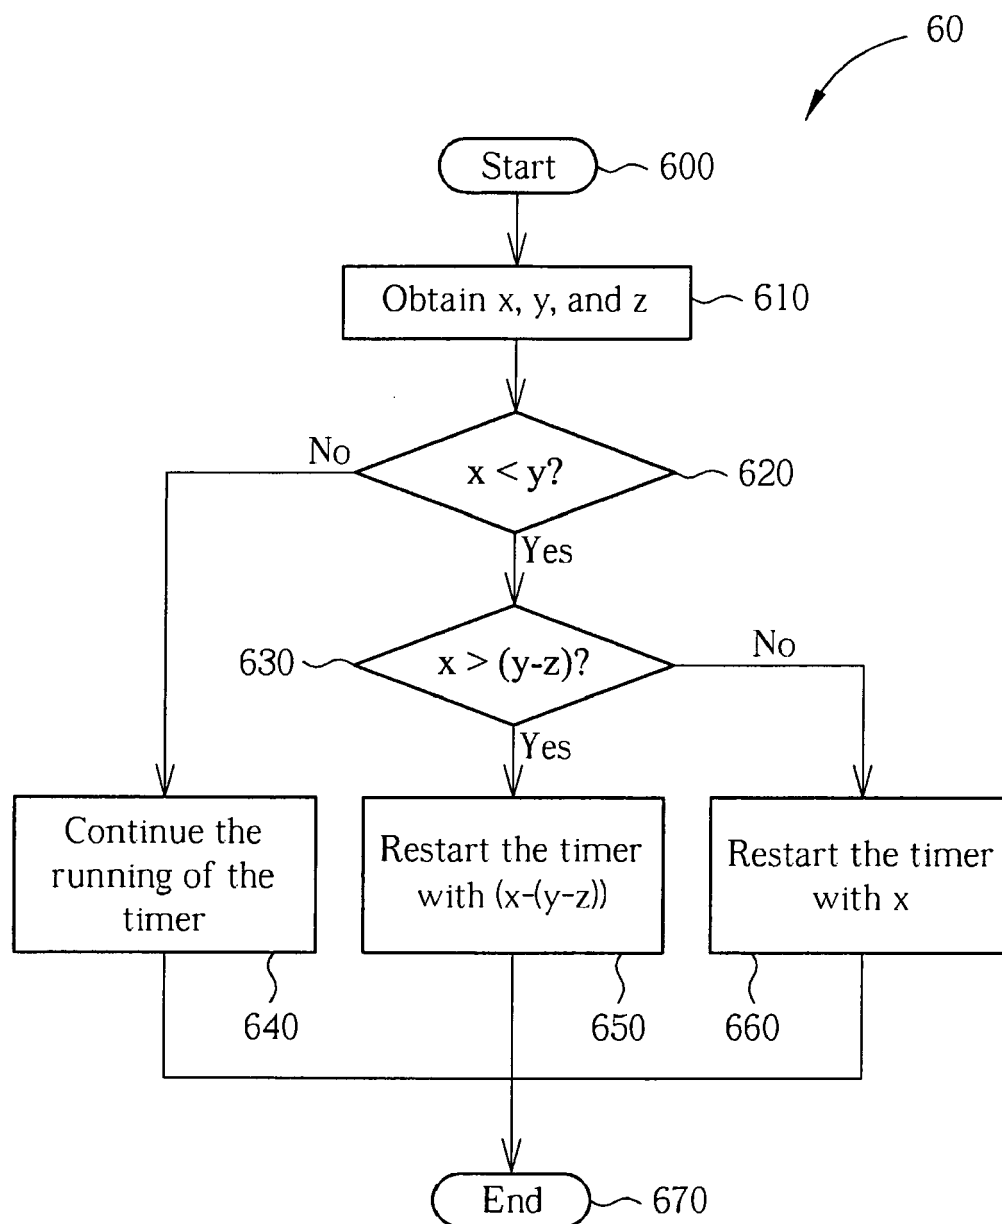 60
Start
600
Obtain x, y, and z
610
No
x < y?
620
Yes
630
x > (y-z)?
No
Yes
Continue the
running of the
timer
Restart the timer
with (x-(y-z))
Restart the timer
with x
640
650
660
End
670